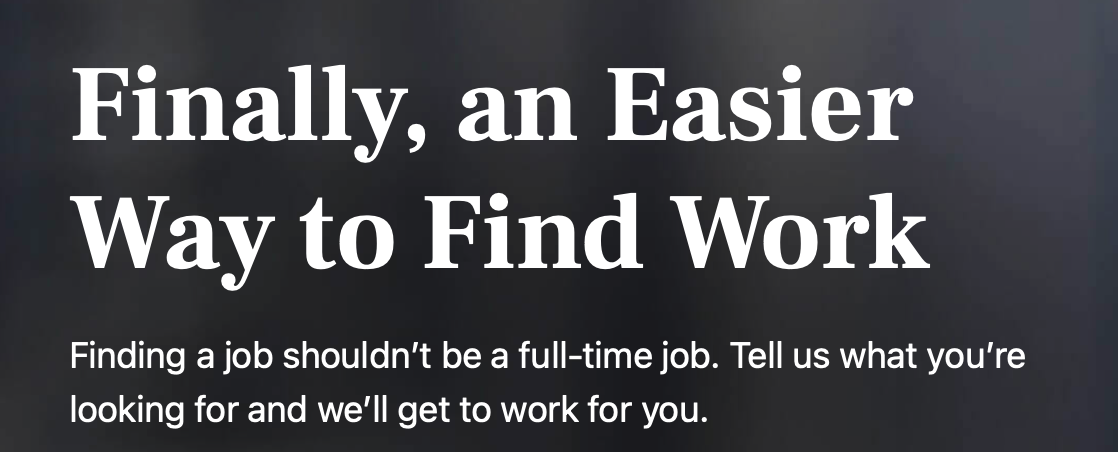 Finally, an Easier
Way to Find Work
Finding a job shouldn’t be a full-time job. Tell us what you’re
looking for and we’ll get to work for you.